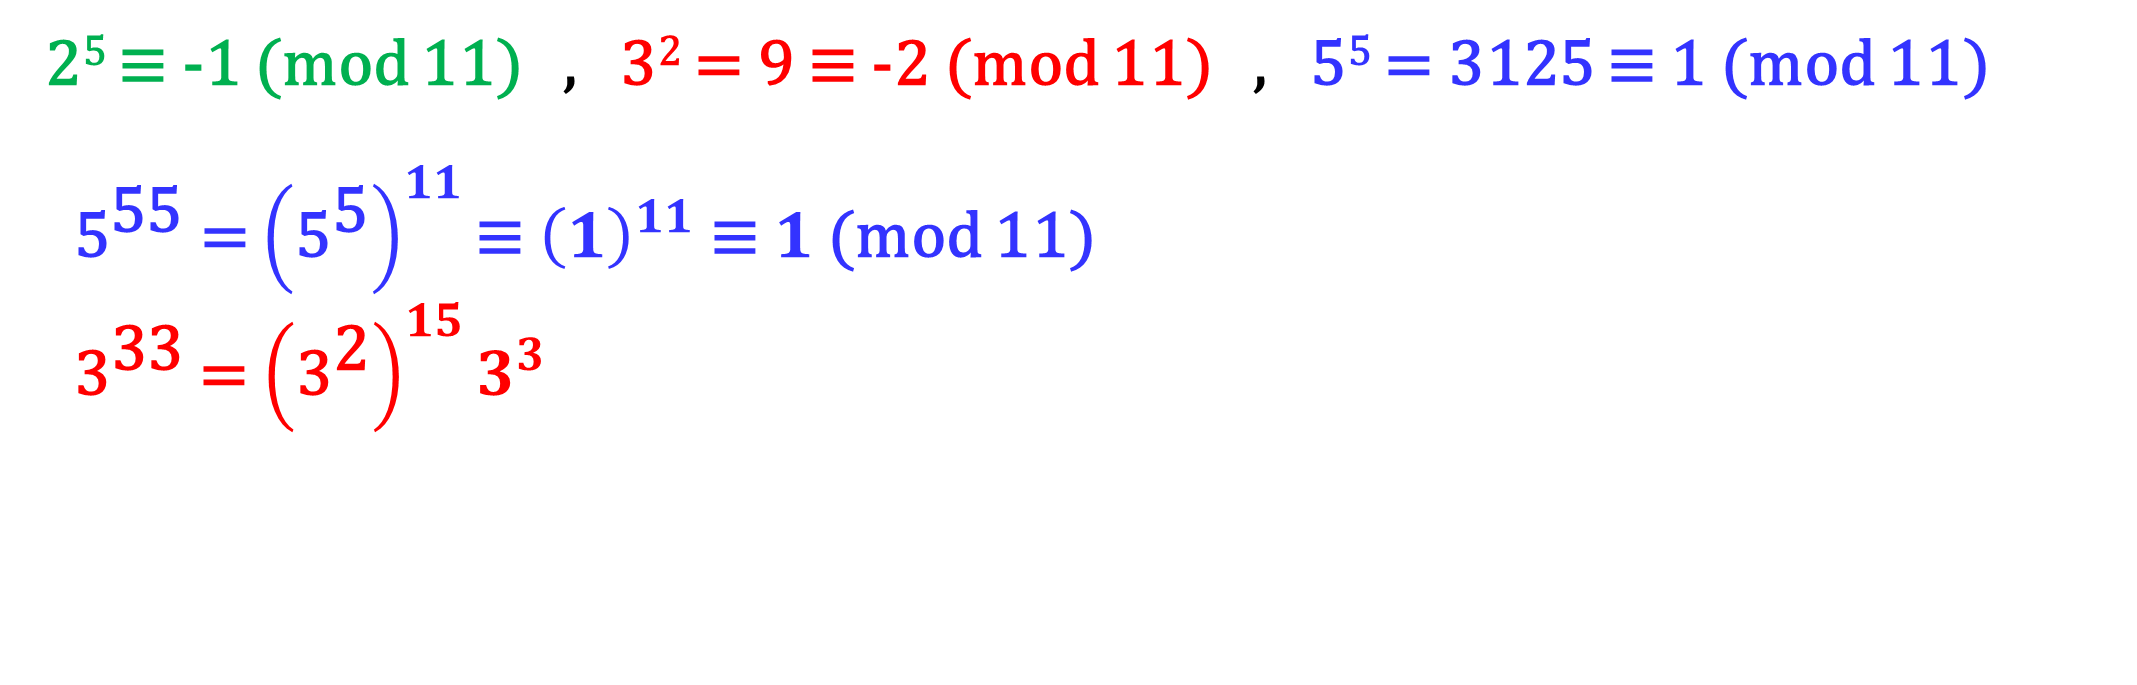 2⁵ ≡ -1 (mod 11) , 3² = 9 ≡ -2 (mod 11) , 5⁵ = 3125 ≡ 1 (mod 11)
5⁵⁵ = (5⁵)¹¹ ≡ (1)¹¹ ≡ 1 (mod 11)
3³³ = (3²)¹⁵ 3³